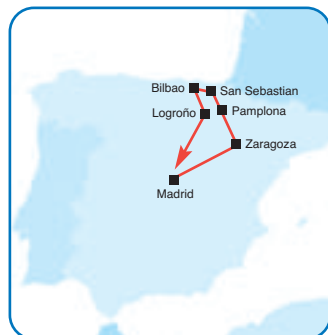 Bilbao
San Sebastian
Logroño
Pamplona
Zaragoza
Madrid